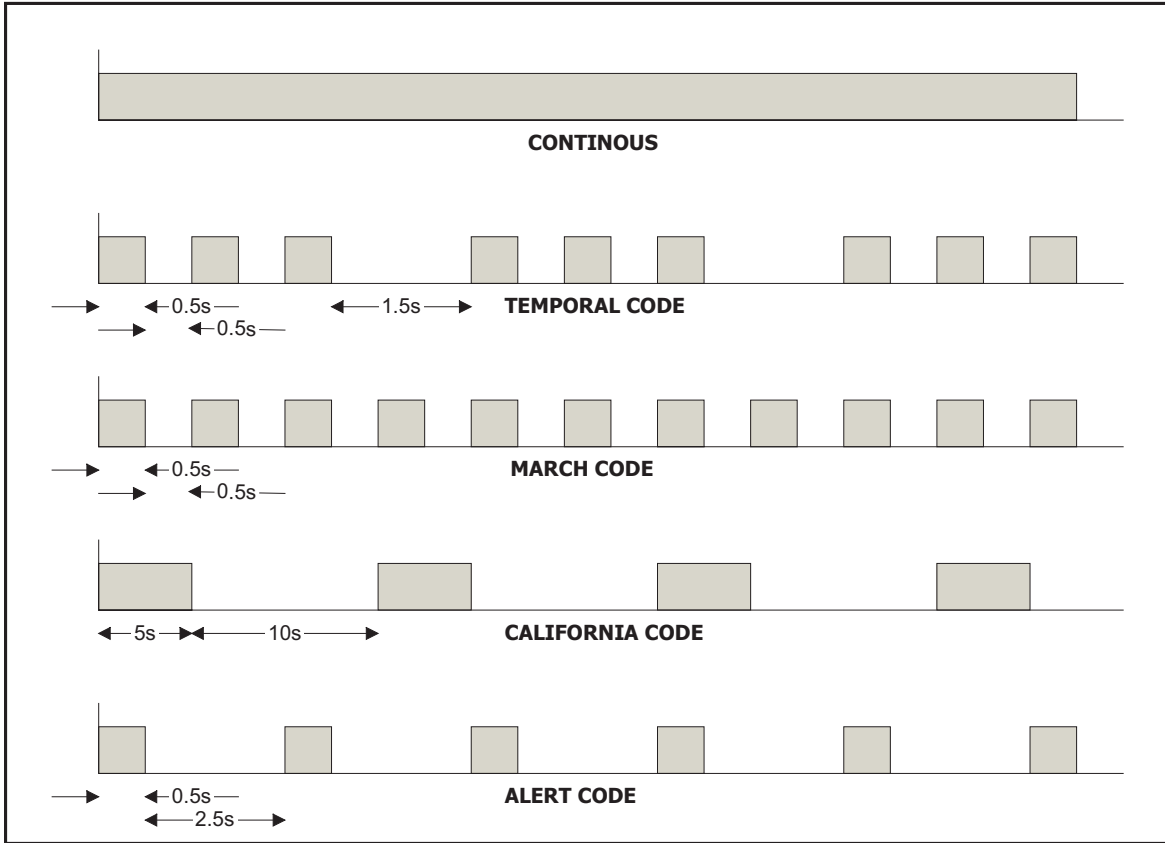 CONTINOUS
0.5s
1.5s
TEMPORAL CODE
0.5s
0.5s
MARCH CODE
0.5s
5s
10s
CALIFORNIA CODE
0.5s
ALERT CODE
2.5s